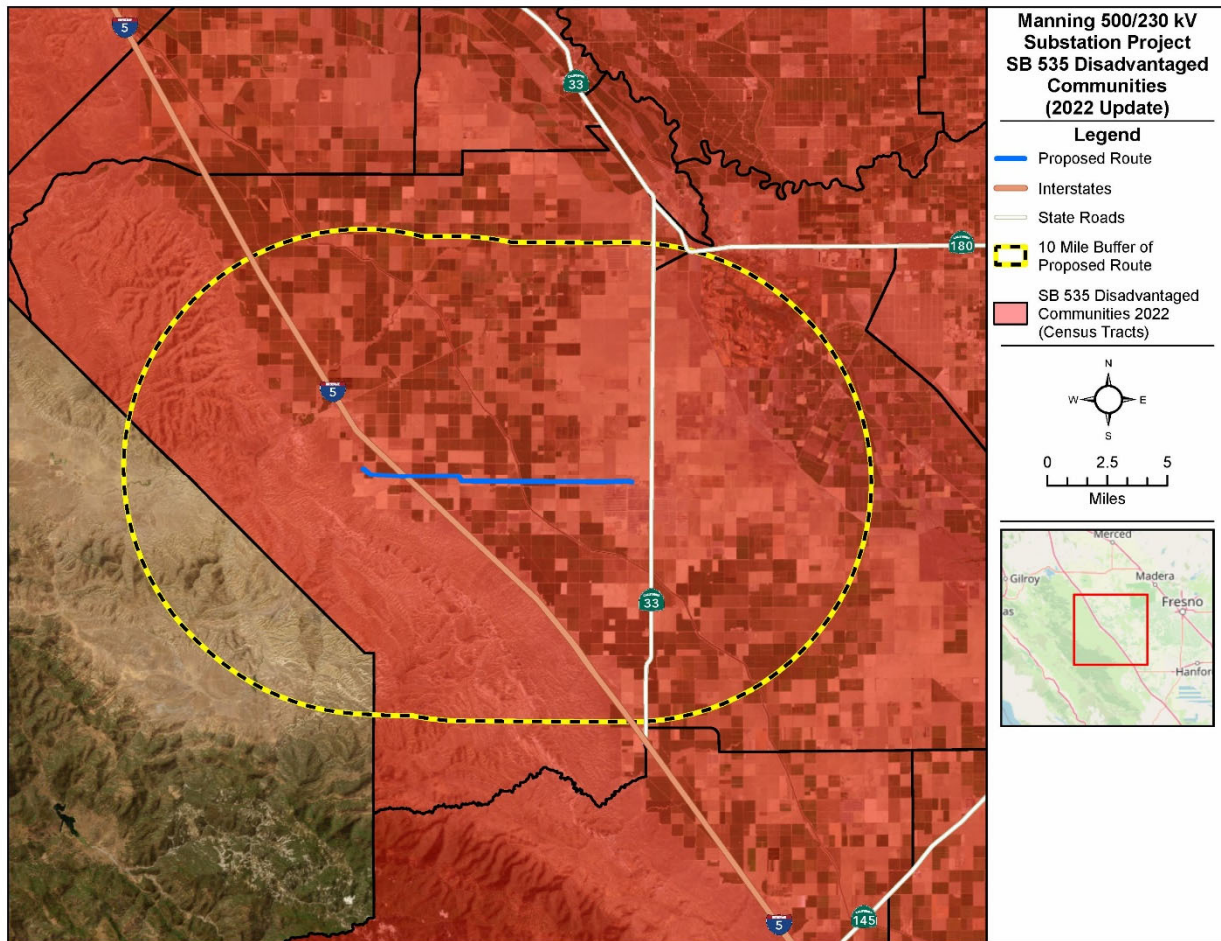 Manning 500/230 kV
Substation Project
SB 535 Disadvantaged
Communities
(2022 Update)
Legend
Proposed Route
Interstates
State Roads
10 Mile Buffer of
Proposed Route
SB 535 Disadvantaged
Communities 2022
(Census Tracts)
N
W E
S
0 2.5 5
Miles
Merced
Gilroy
Madera
Fresno
as
Hanford
5
33
180
5
33
145
5